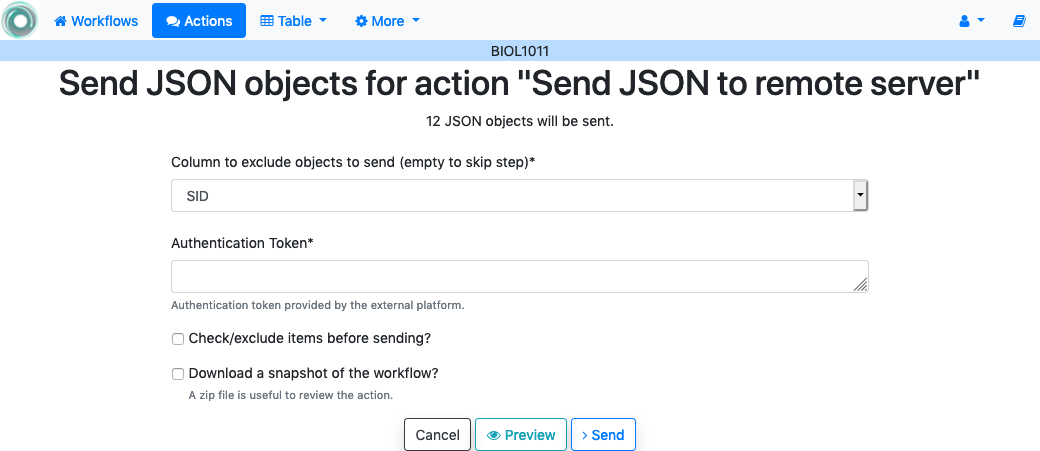 Workflows Actions Table More
BIOL1011
Send JSON objects for action "Send JSON to remote server"
12 JSON objects will be sent.
Column to exclude objects to send (empty to skip step)*
SID
Authentication Token*
Authentication token provided by the external platform.
Check/exclude items before sending?
Download a snapshot of the workflow?
A zip file is useful to review the action.
Cancel Preview Send